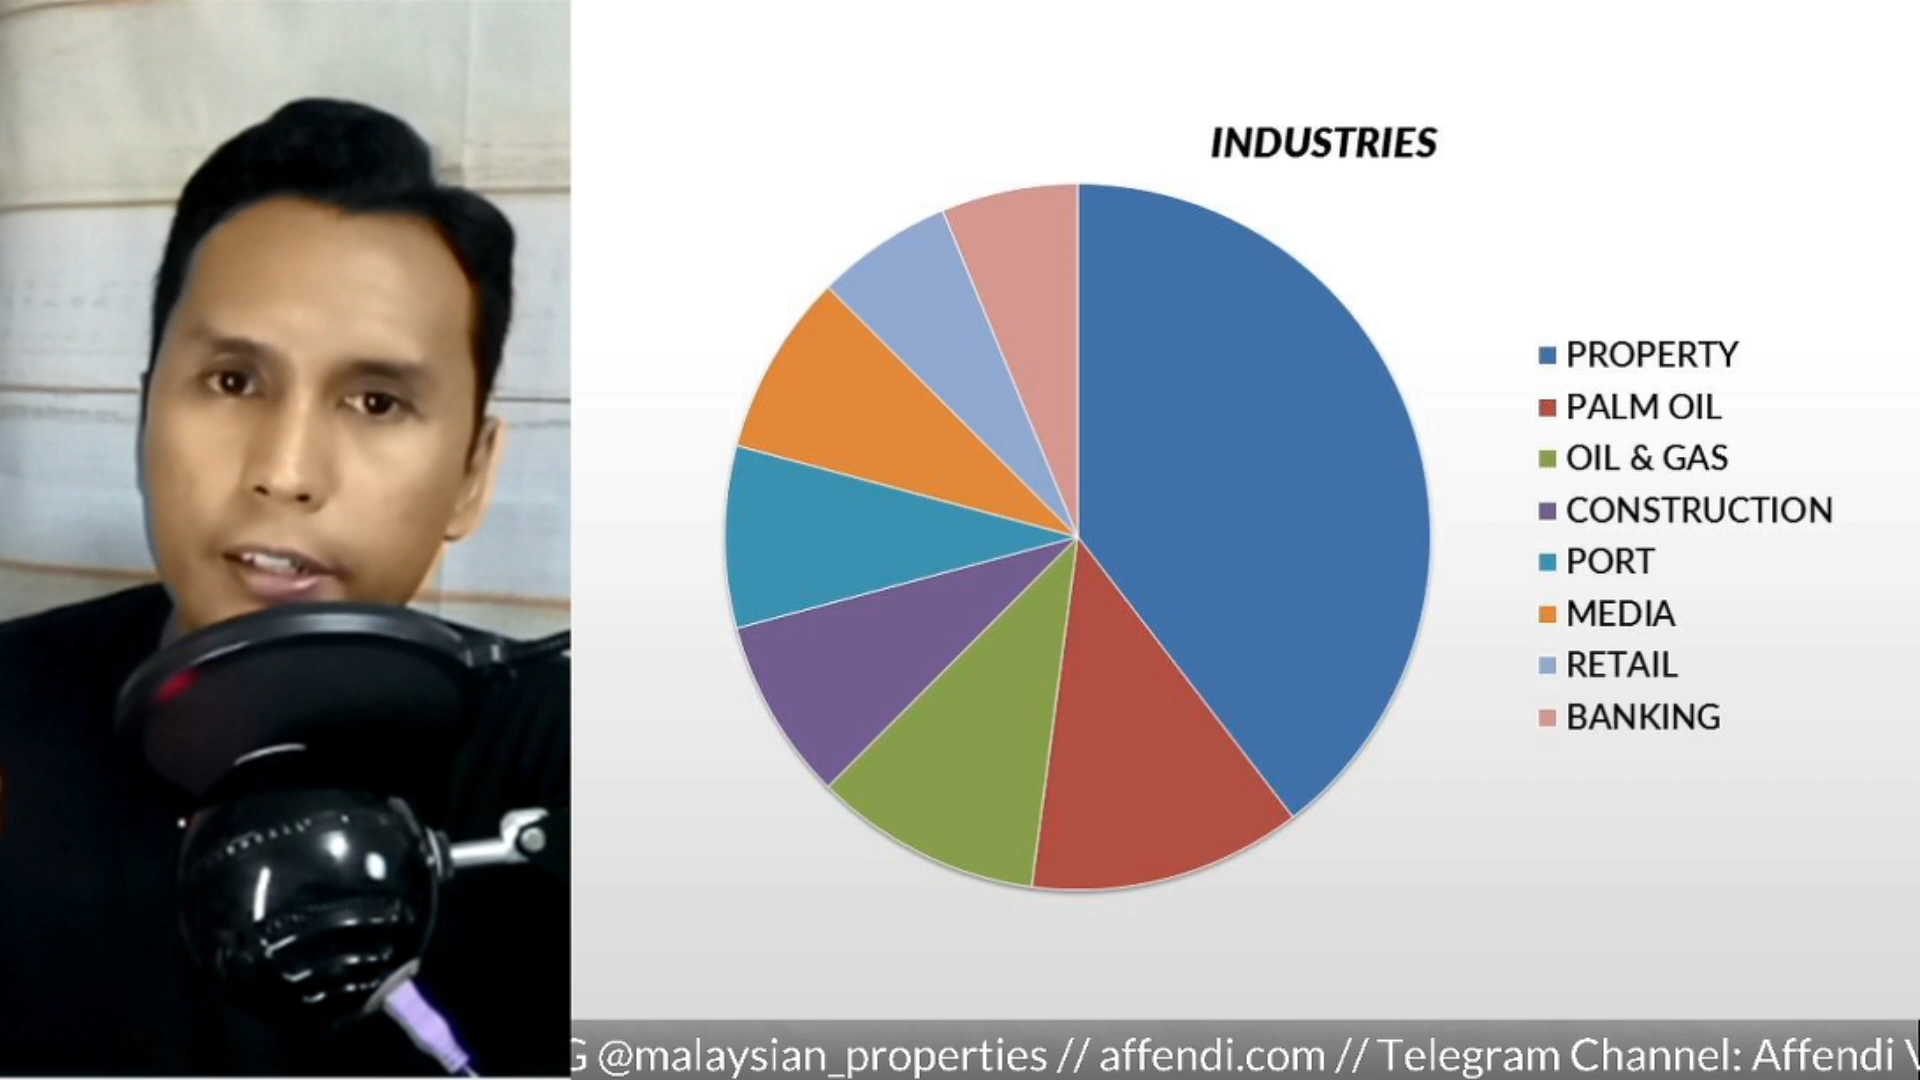 INDUSTRIES
PROPERTY
PALM OIL
OIL & GAS
CONSTRUCTION
PORT
MEDIA
RETAIL
BANKING
G @malaysian_properties // affendi.com // Telegram Channel: Affendi